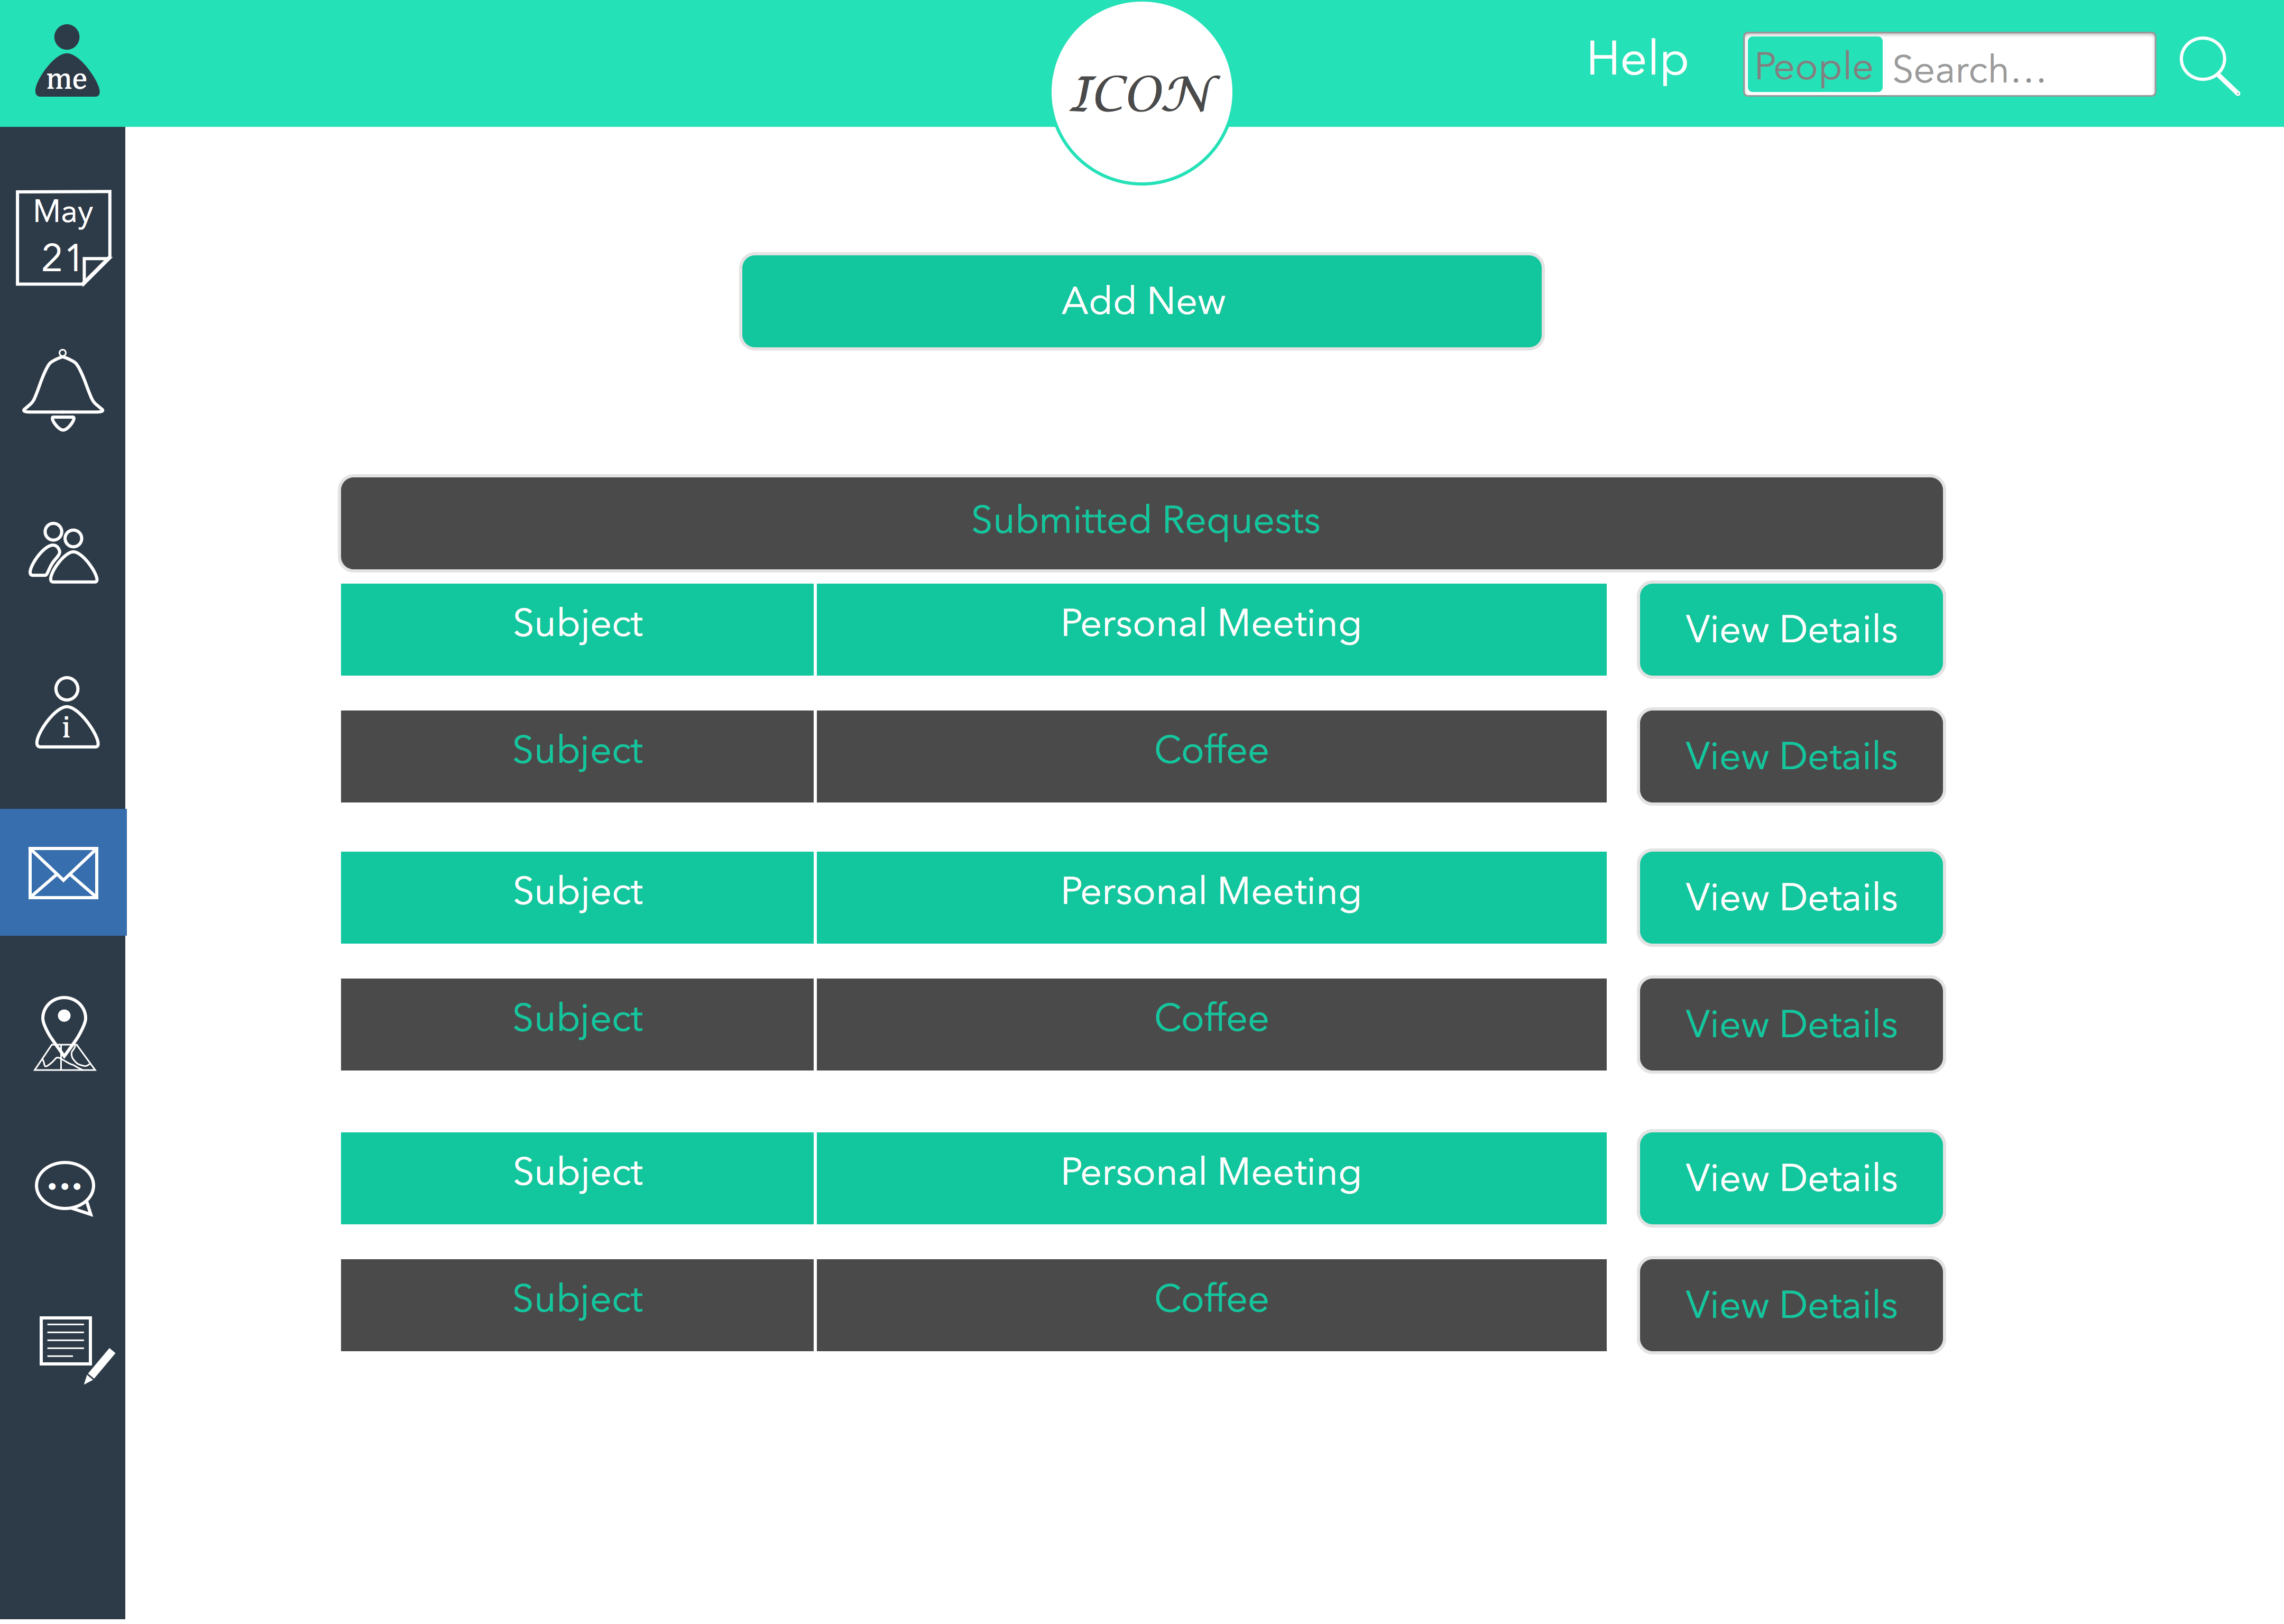 me
ICON
Help
People
Search...
May
21
Add New
Submitted Requests
Subject
Personal Meeting
View Details
Subject
Coffee
View Details
i
Subject
Personal Meeting
View Details
Subject
Coffee
View Details
Subject
Personal Meeting
View Details
Subject
Coffee
View Details